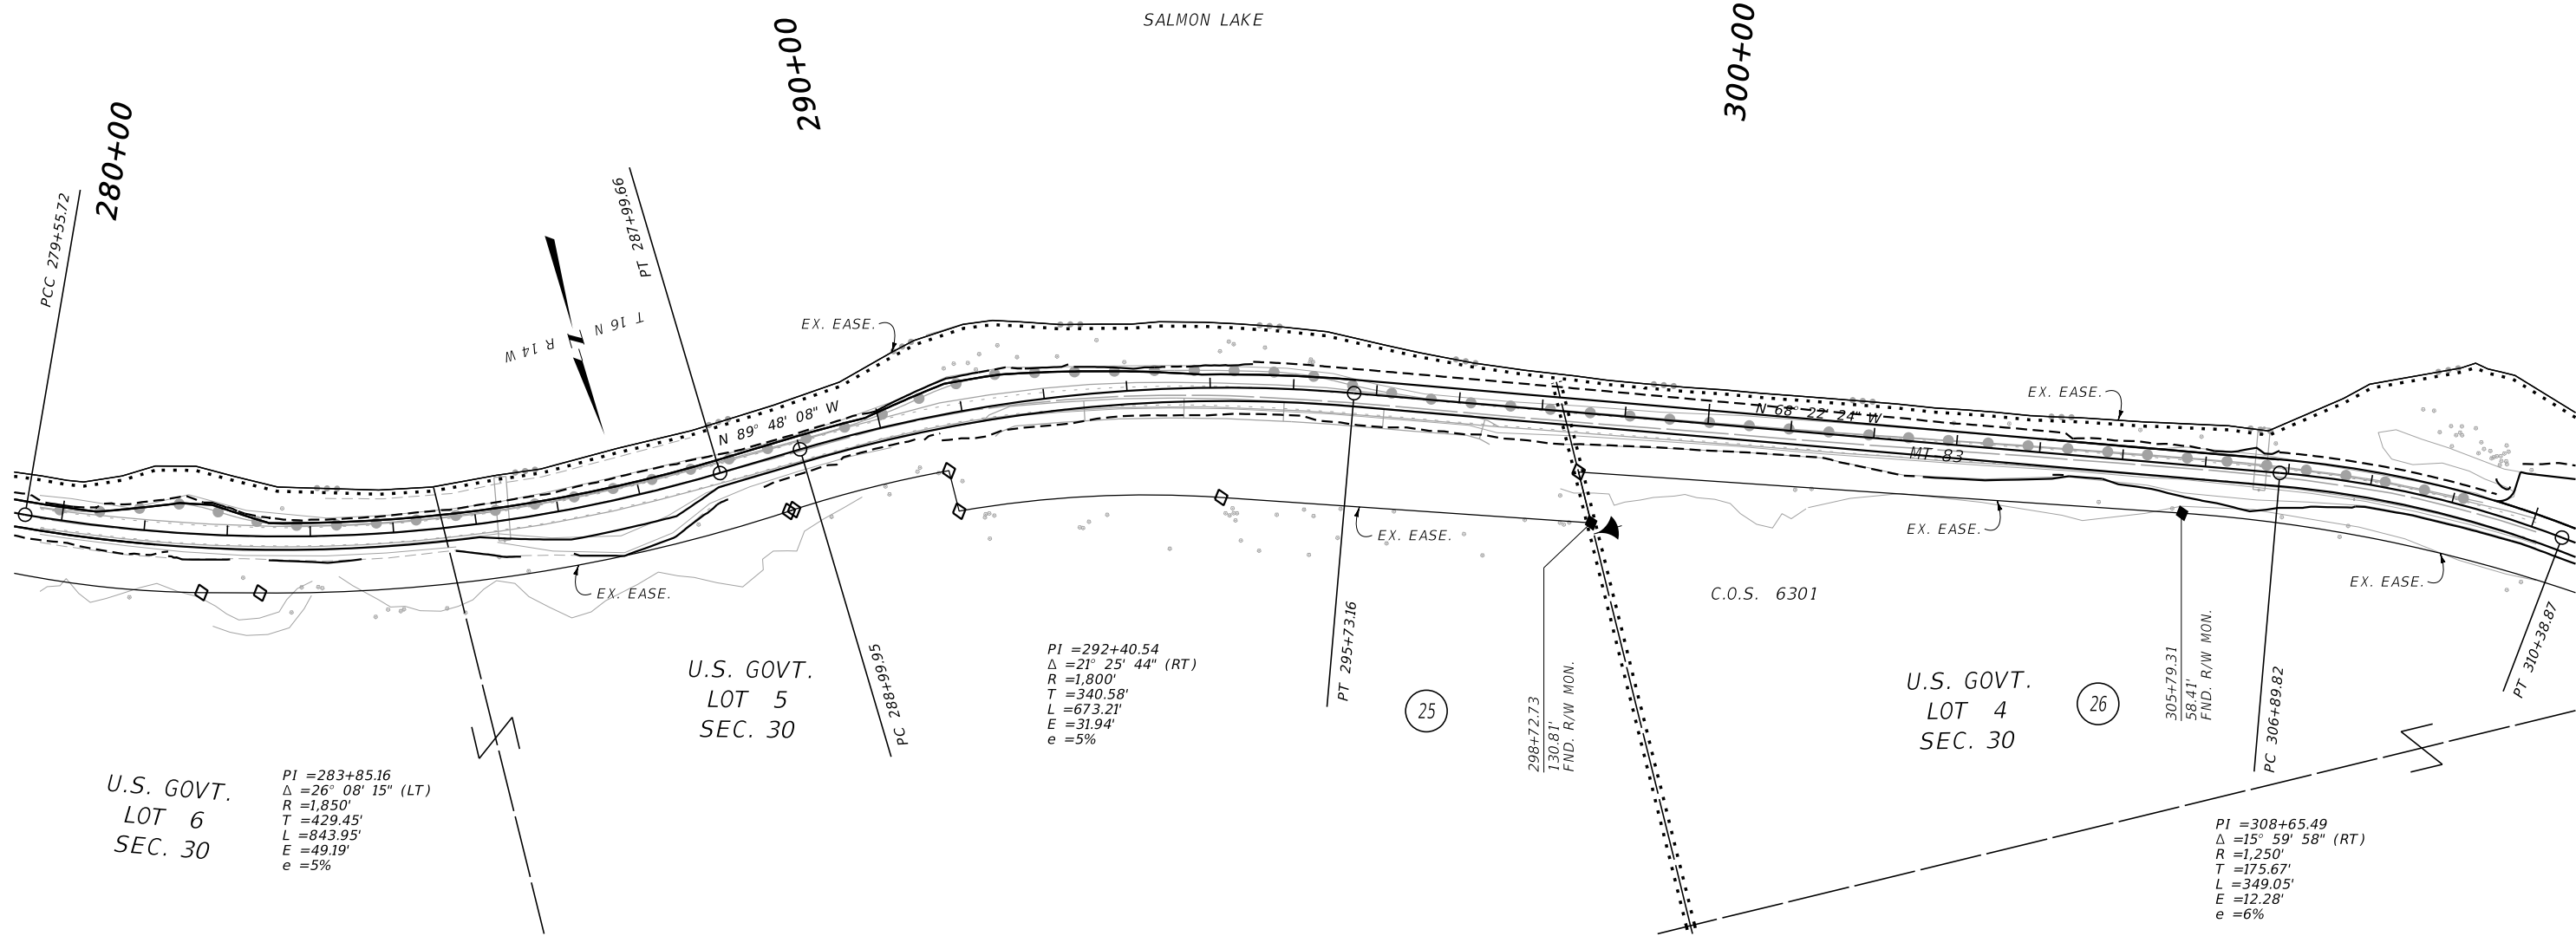 SALMON LAKE
280+00
290+00
300+00
PCC 279+55.72
PT 287+99.66
T 16 N
R 14 W
EX. EASE.
N 89° 48' 08" W
N 68° 22' 24" W
EX. EASE.
MT 83
EX. EASE.
EX. EASE.
EX. EASE.
EX. EASE.
C.O.S. 6301
PC 288+99.95
PT 295+73.16
298+72.73
130.81'
FND. R/W MON.
305+79.31
58.41'
FND. R/W MON.
PC 306+89.82
PT 310+38.87
U.S. GOVT.
LOT 6
SEC. 30
PI =283+85.16
Δ =26° 08' 15" (LT)
R =1,850'
T =429.45'
L =843.95'
E =49.19'
e =5%
U.S. GOVT.
LOT 5
SEC. 30
PI =292+40.54
Δ =21° 25' 44" (RT)
R =1,800'
T =340.58'
L =673.21'
E =31.94'
e =5%
25
U.S. GOVT.
LOT 4
SEC. 30
26
PI =308+65.49
Δ =15° 59' 58" (RT)
R =1,250'
T =175.67'
L =349.05'
E =12.28'
e =6%